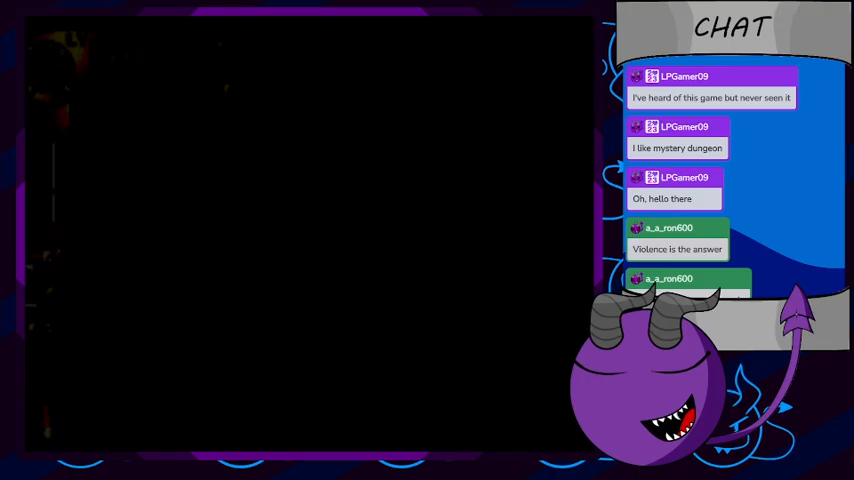 CHAT
LPGamer09
I've heard of this game but never seen it
LPGamer09
I like mystery dungeon
LPGamer09
Oh, hello there
a_a_ron600
Violence is the answer
a_a_ron600